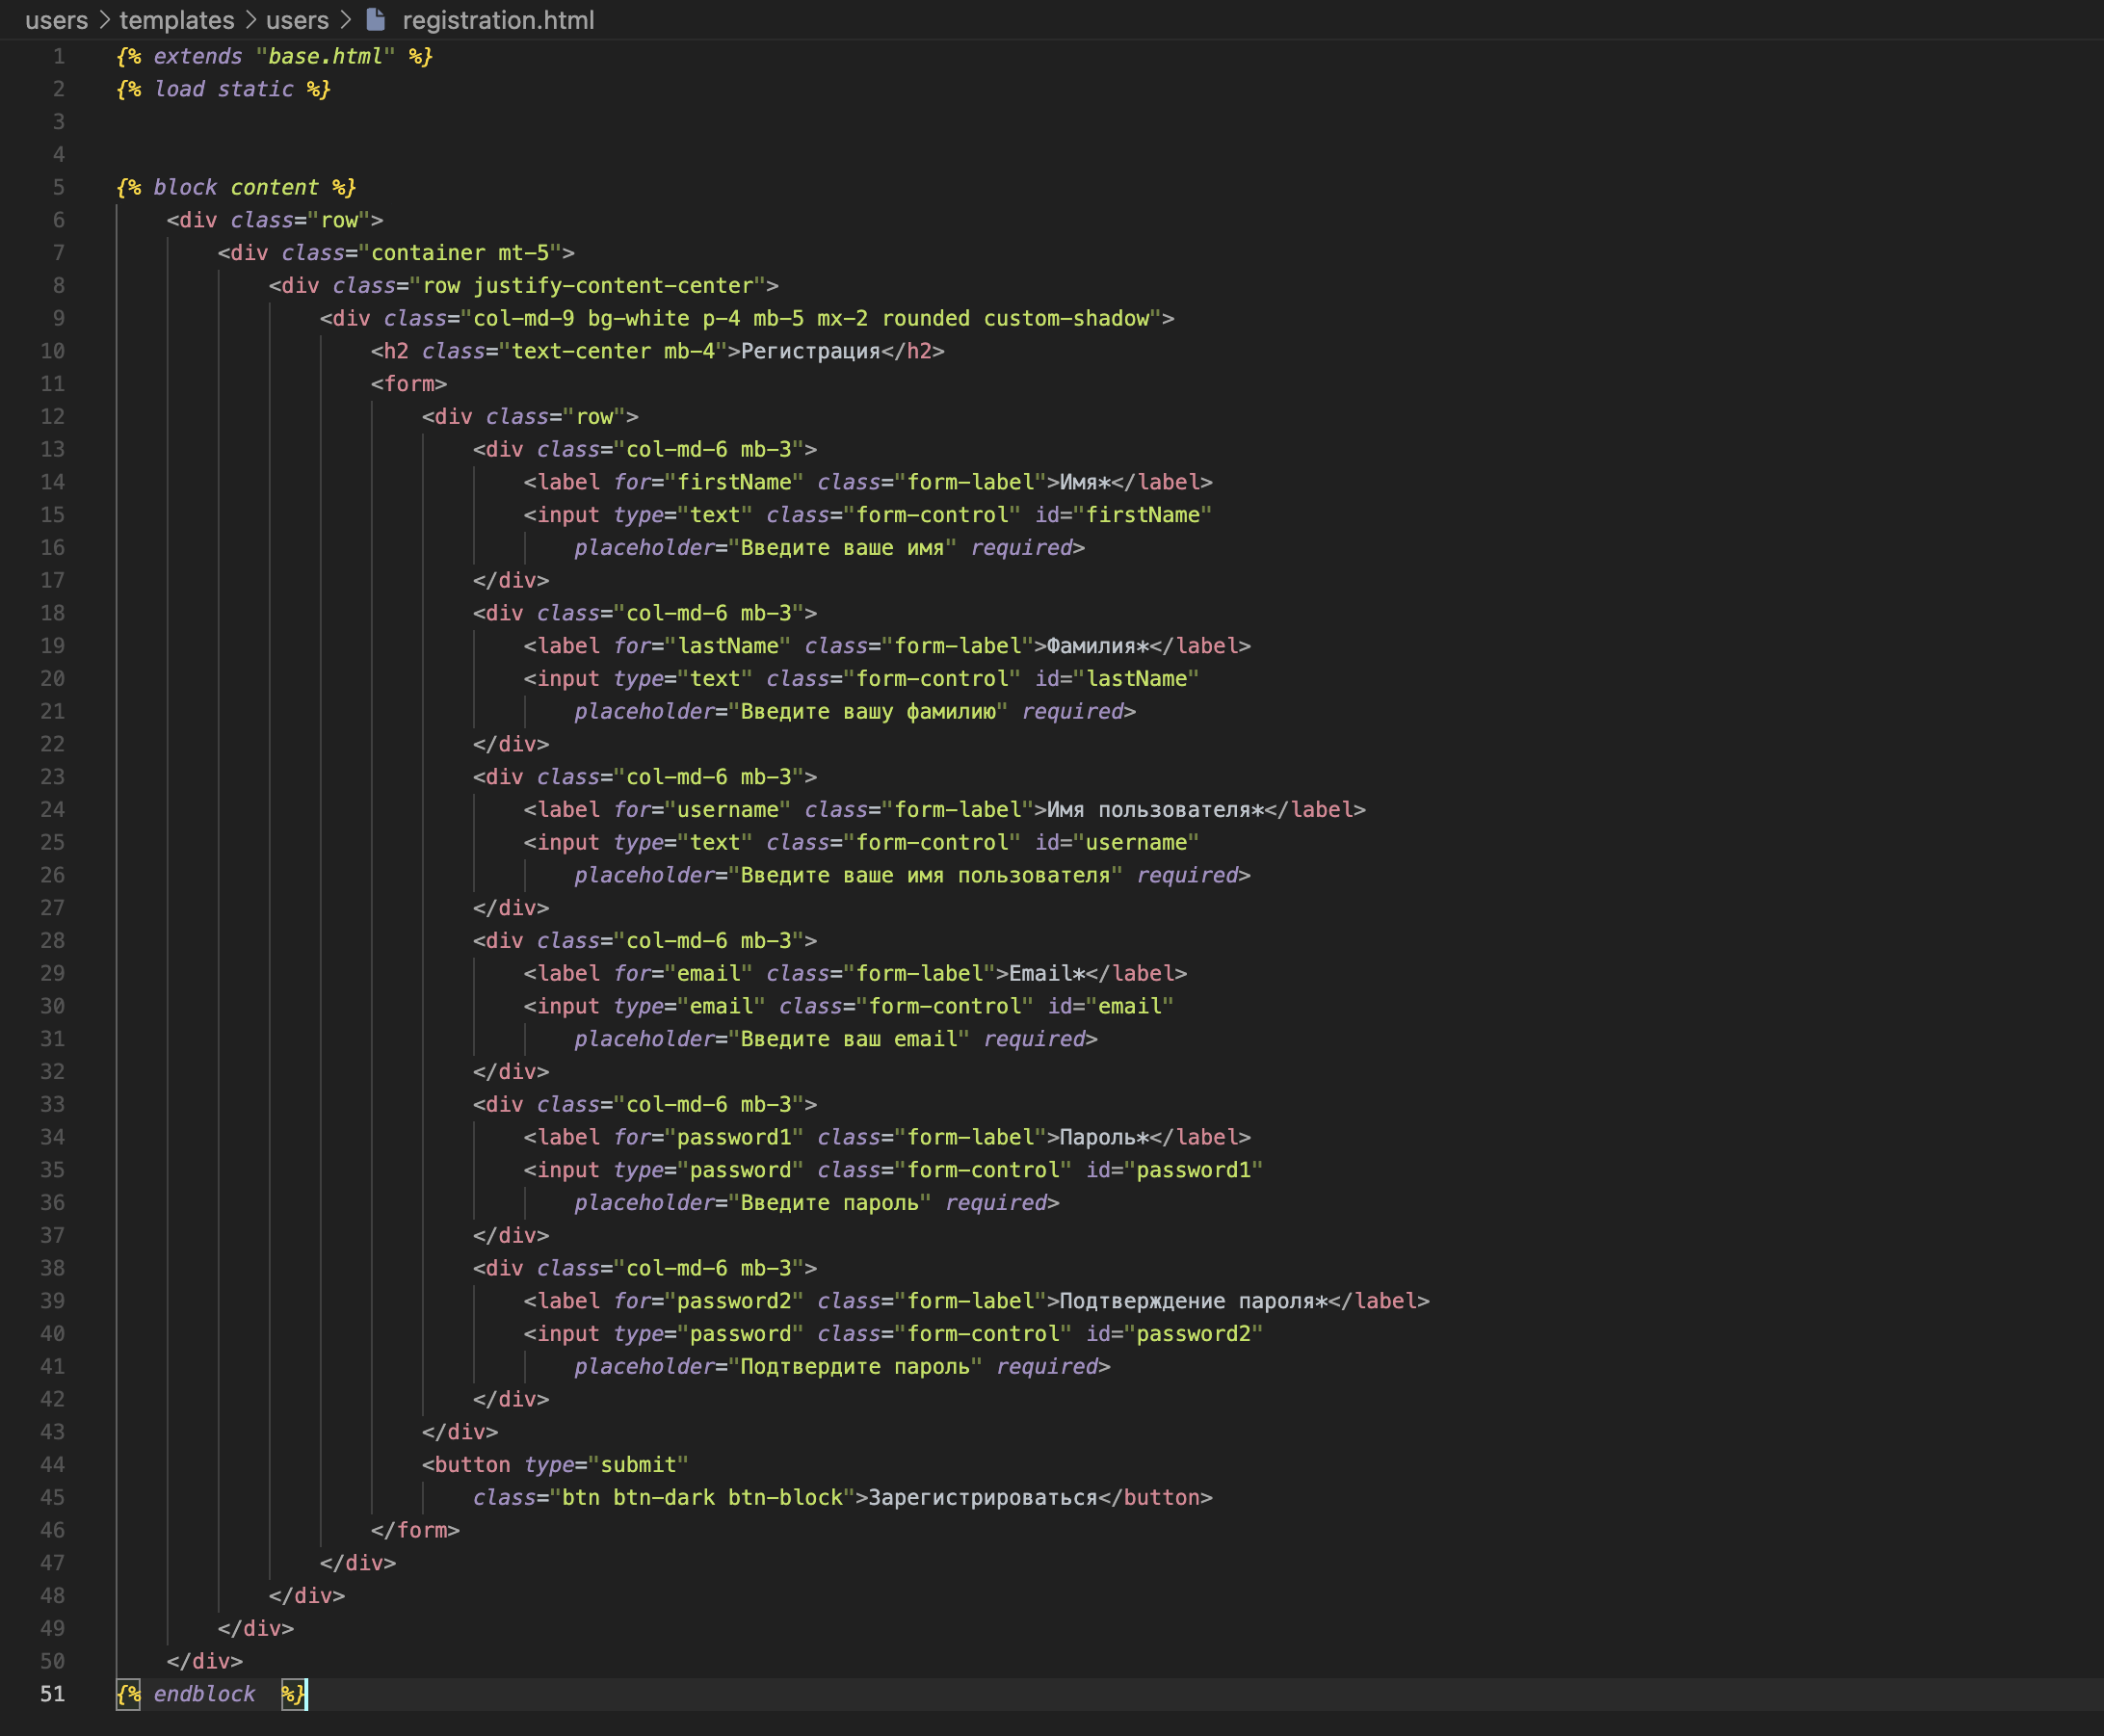 users > templates > users > registration.html
1 {% extends "base.html" %}
2 {% load static %}
3
4
5 {% block content %}
6     <div class="row">
7         <div class="container mt-5">
8             <div class="row justify-content-center">
9                 <div class="col-md-9 bg-white p-4 mb-5 mx-2 rounded custom-shadow">
10                     <h2 class="text-center mb-4">Регистрация</h2>
11                     <form>
12                         <div class="row">
13                             <div class="col-md-6 mb-3">
14                                 <label for="firstName" class="form-label">Имя*</label>
15                                 <input type="text" class="form-control" id="firstName"
16                                     placeholder="Введите ваше имя" required>
17                             </div>
18                             <div class="col-md-6 mb-3">
19                                 <label for="lastName" class="form-label">Фамилия*</label>
20                                 <input type="text" class="form-control" id="lastName"
21                                     placeholder="Введите вашу фамилию" required>
22                             </div>
23                             <div class="col-md-6 mb-3">
24                                 <label for="username" class="form-label">Имя пользователя*</label>
25                                 <input type="text" class="form-control" id="username"
26                                     placeholder="Введите ваше имя пользователя" required>
27                             </div>
28                             <div class="col-md-6 mb-3">
29                                 <label for="email" class="form-label">Email*</label>
30                                 <input type="email" class="form-control" id="email"
31                                     placeholder="Введите ваш email" required>
32                             </div>
33                             <div class="col-md-6 mb-3">
34                                 <label for="password1" class="form-label">Пароль*</label>
35                                 <input type="password" class="form-control" id="password1"
36                                     placeholder="Введите пароль" required>
37                             </div>
38                             <div class="col-md-6 mb-3">
39                                 <label for="password2" class="form-label">Подтверждение пароля*</label>
40                                 <input type="password" class="form-control" id="password2"
41                                     placeholder="Подтвердите пароль" required>
42                             </div>
43                         </div>
44                         <button type="submit"
45                             class="btn btn-dark btn-block">Зарегистрироваться</button>
46                     </form>
47                 </div>
48             </div>
49         </div>
50     </div>
51 {% endblock  %}